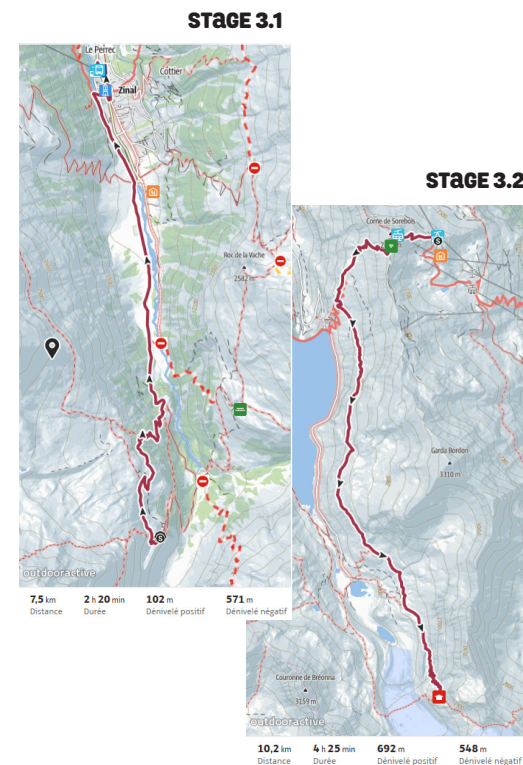 STAGE 3.1
Le Perrec
Cottier
Zinal
Roc de la Vache
2582 m
outdooractive
7,5 km
2 h 20 min
102 m
571 m
Distance
Durée
Dénivelé positif
Dénivelé négatif
STAGE 3.2
Corne de Sorebois
S
Garda Bordon
3310 m
Couronne de Bréonna
3159 m
outdooractive
10,2 km
4 h 25 min
692 m
548 m
Distance
Durée
Dénivelé positif
Dénivelé négatif